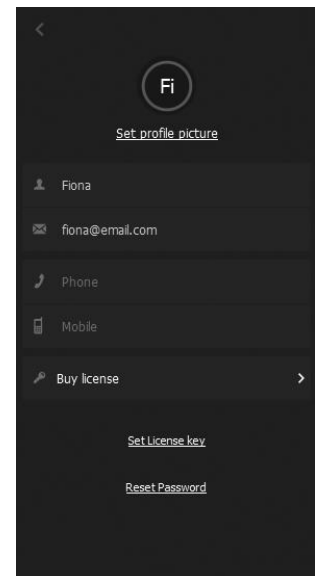 Fi
Set profile picture
Fiona
fiona@email.com
Phone
Mobile
Buy license
Set License key
Reset Password